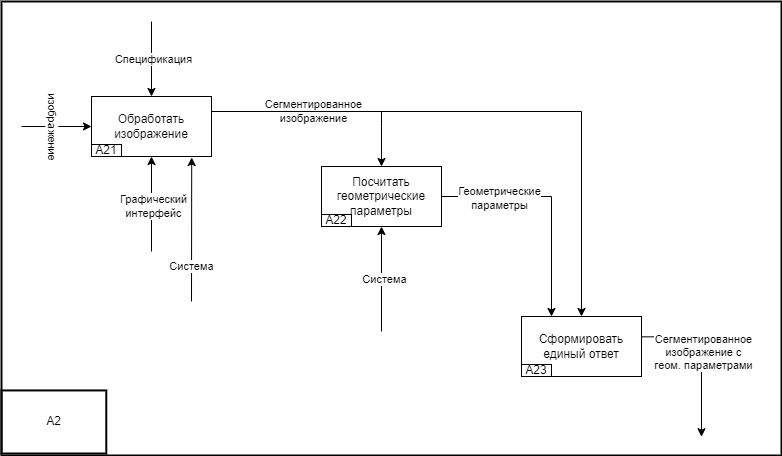 Спецификация
изображение
Обработать
изображение
A21
Сегментированное
изображение
Графический
интерфейс
Система
Посчитать
геометрические
параметры
A22
Геометрические
параметры
Система
Сформировать
единый ответ
A23
Сегментированное
изображение с
геом. параметрами
A2